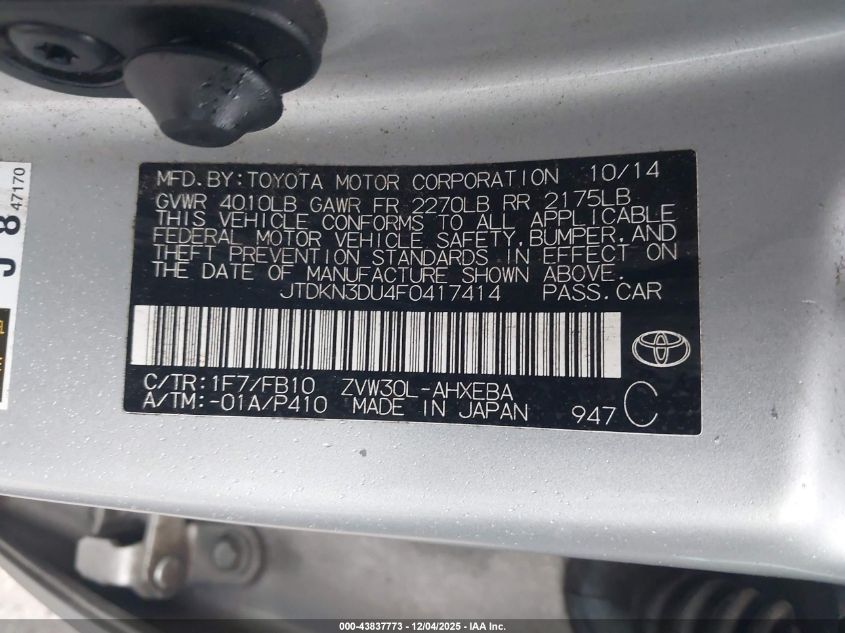 MFD.BY:TOYOTA MOTOR CORPORATION 10/14
GVWR 4010LB GAWR FR 2270LB RR 2175LB
THIS VEHICLE CONFORMS TO ALL APPLICABLE
FEDERAL MOTOR VEHICLE SAFETY, BUMPER, AND
THEFT PREVENTION STANDARDS IN EFFECT ON
THE DATE OF MANUFACTURE SHOWN ABOVE.
JTDKN3DU4F0417414 PASS.CAR
C/TR:1F7/FB10 ZVW30L-AHXEBA
A/TM:-01A/P410 MADE IN JAPAN 947 C
47170
J 8
000-43837773 - 12/04/2025 - IAA Inc.